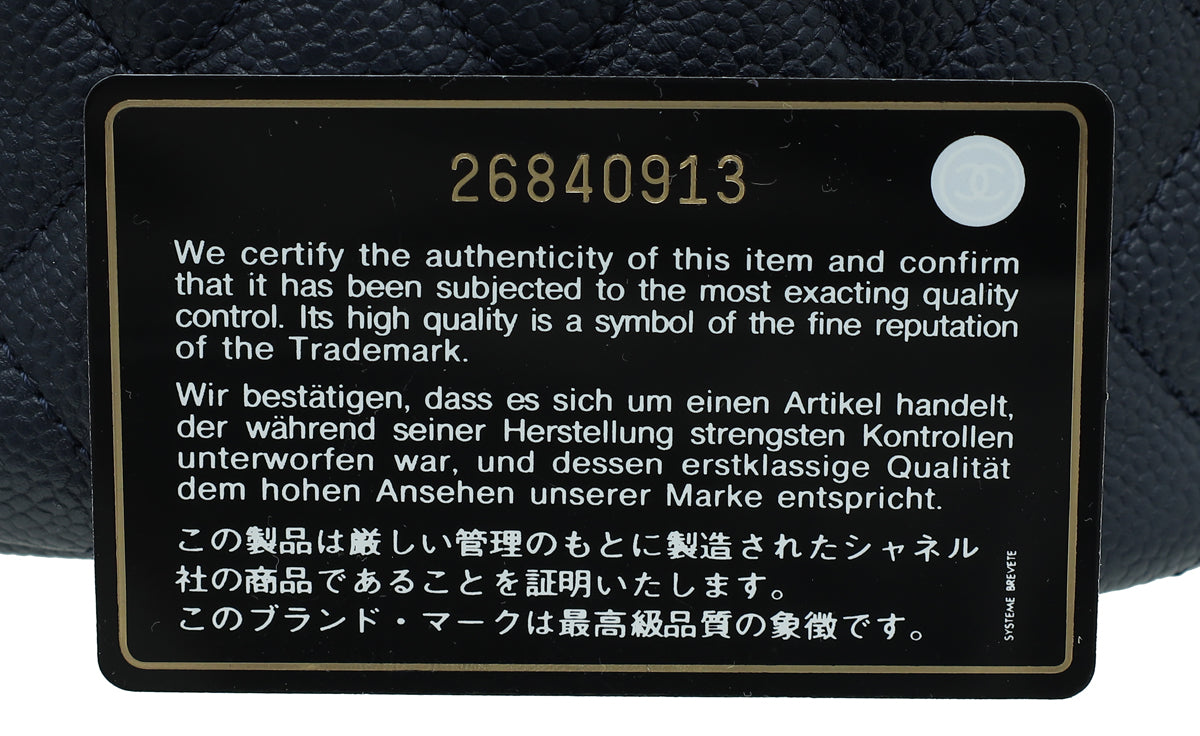 26840913
We certify the authenticity of this item and confirm
that it has been subjected to the most exacting quality
control. Its high quality is a symbol of the fine reputation
of the Trademark.
Wir bestätigen, dass es sich um einen Artikel handelt,
der während seiner Herstellung strengsten Kontrollen
unterworfen war, und dessen erstklassige Qualität
dem hohen Ansehen unserer Marke entspricht.
この製品は厳しい管理のもとに製造されたシャネル
社の商品であることを証明いたします。
このブランド・マークは最高級品質の象徴です。
SYSTEME BREVETE